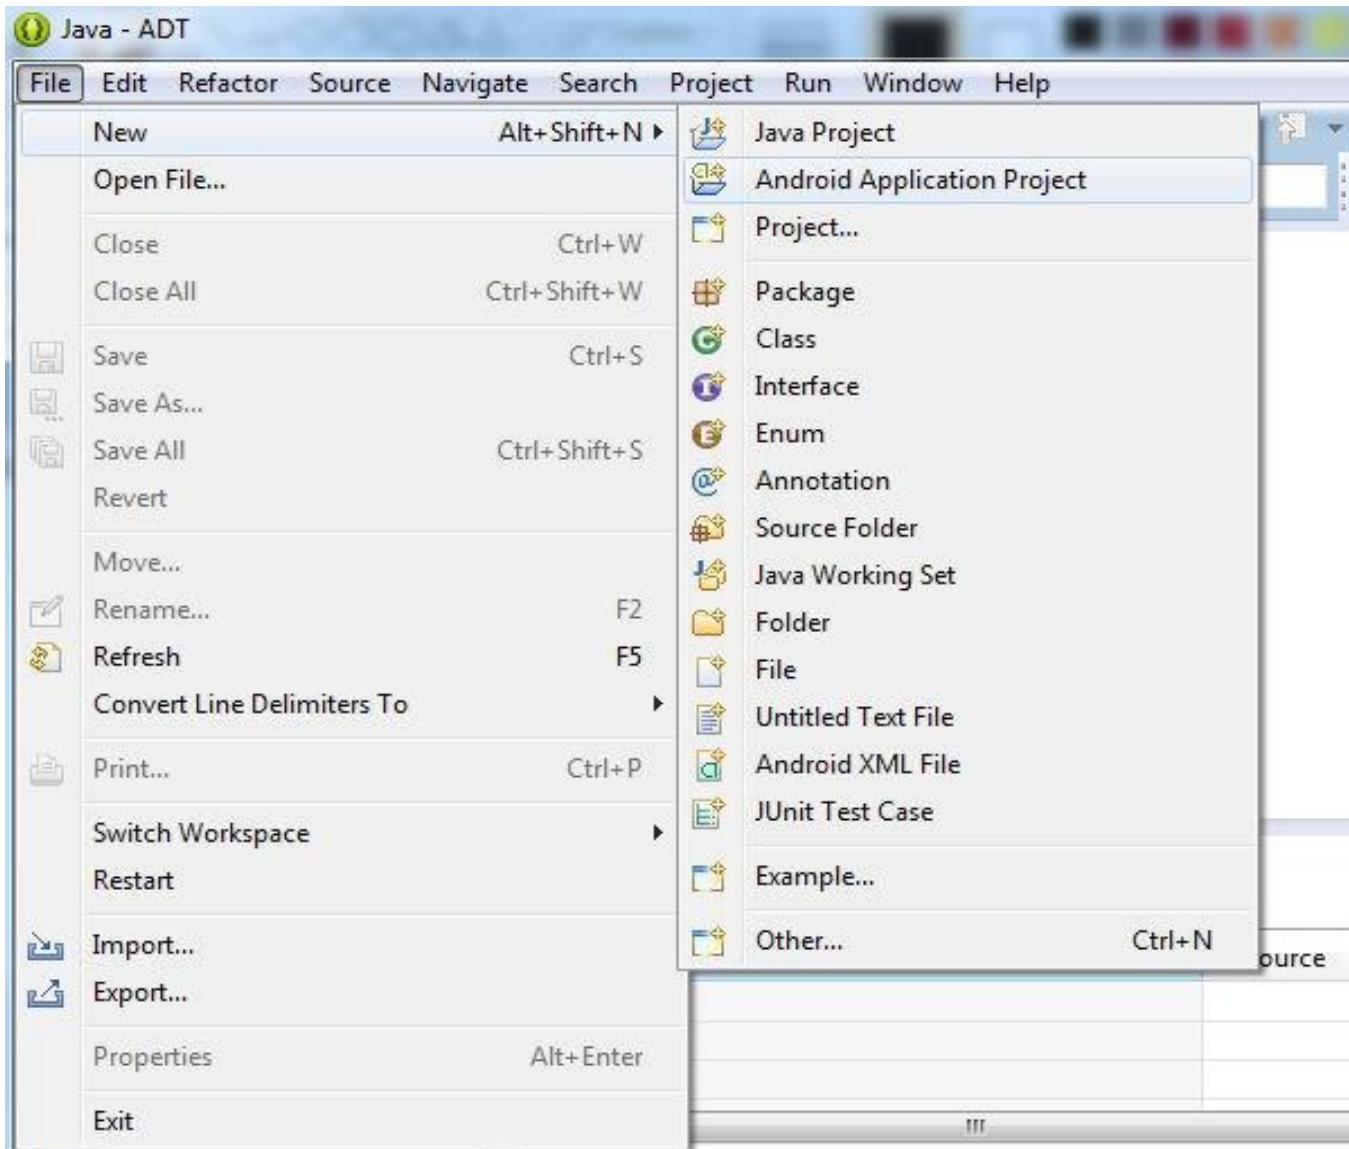 Java - ADT
File Edit Refactor Source Navigate Search Project Run Window Help
New Alt+Shift+N
Open File...
Close Ctrl+W
Close All Ctrl+Shift+W
Save Ctrl+S
Save As...
Save All Ctrl+Shift+S
Revert
Move...
Rename... F2
Refresh F5
Convert Line Delimiters To
Print... Ctrl+P
Switch Workspace
Restart
Import...
Export...
Properties Alt+Enter
Exit
Java Project
Android Application Project
Project...
Package
Class
Interface
Enum
Annotation
Source Folder
Java Working Set
Folder
File
Untitled Text File
Android XML File
JUnit Test Case
Example...
Other... Ctrl+N
ource